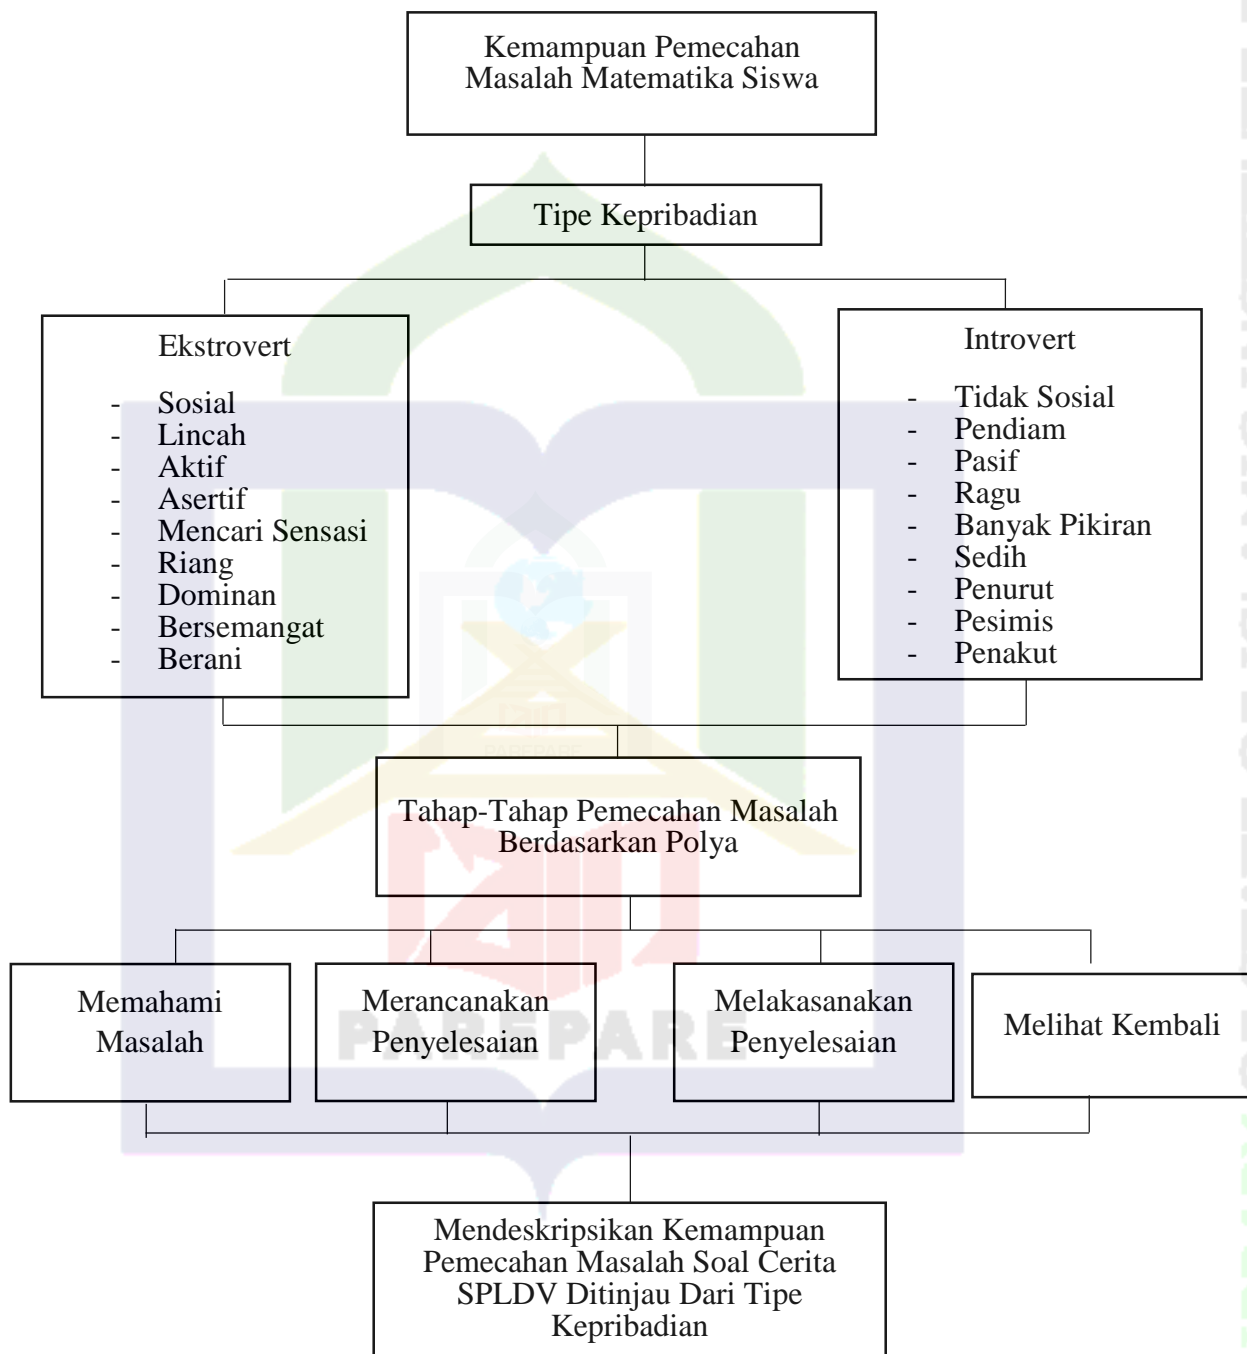 Kemampuan Pemecahan
Masalah Matematika Siswa
Tipe Kepribadian
Ekstrovert
- Sosial
- Lincah
- Aktif
- Asertif
- Mencari Sensasi
- Riang
- Dominan
- Bersemangat
- Berani
Introvert
- Tidak Sosial
- Pendiam
- Pasif
- Ragu
- Banyak Pikiran
- Sedih
- Penurut
- Pesimis
- Penakut
PAREPARE
Tahap-Tahap Pemecahan Masalah
Berdasarkan Polya
Memahami
Masalah
Merancanakan
Penyelesaian
Melakasanakan
Penyelesaian
Melihat Kembali
PAREPARE
Mendeskripsikan Kemampuan
Pemecahan Masalah Soal Cerita
SPLDV Ditinjau Dari Tipe
Kepribadian